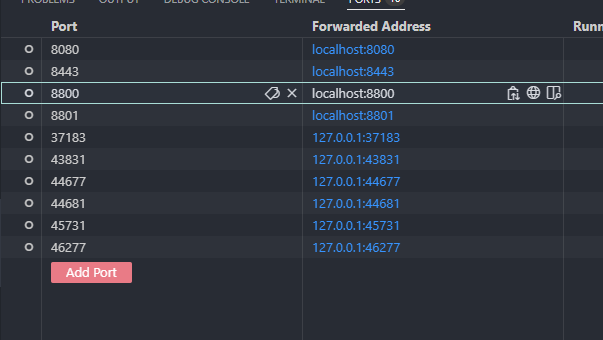 PROBLEMS OUTPUT DEBUG CONSOLE TERMINAL PORTS 10
Port Forwarded Address Runn
8080 localhost:8080
8443 localhost:8443
8800 localhost:8800
8801 localhost:8801
37183 127.0.0.1:37183
43831 127.0.0.1:43831
44677 127.0.0.1:44677
44681 127.0.0.1:44681
45731 127.0.0.1:45731
46277 127.0.0.1:46277
Add Port